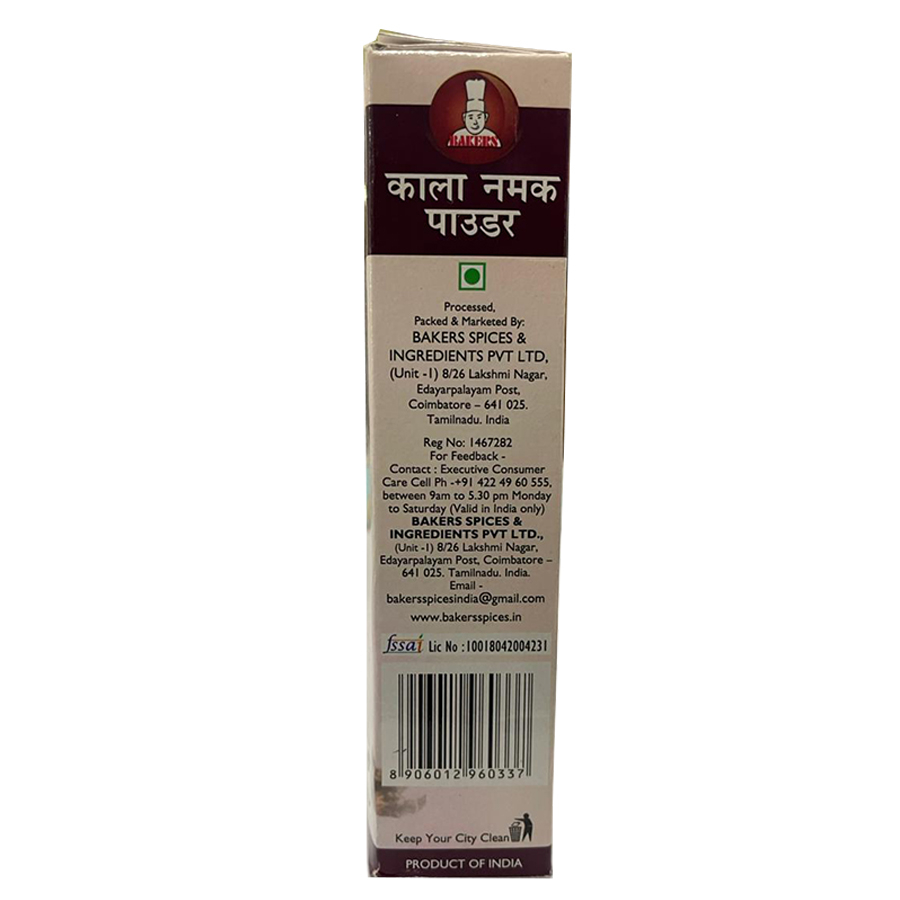 BAKERS
काला नमक
पाउडर
Processed,
Packed & Marketed By:
BAKERS SPICES &
INGREDIENTS PVT LTD,
(Unit -1) 8/26 Lakshmi Nagar,
Edayarpalayam Post,
Coimbatore – 641 025.
Tamilnadu. India
Reg No: 1467282
For Feedback -
Contact : Executive Consumer
Care Cell Ph -+91 422 49 60 555,
between 9am to 5.30 pm Monday
to Saturday (Valid in India only)
BAKERS SPICES &
INGREDIENTS PVT LTD.,
(Unit -1) 8/26 Lakshmi Nagar,
Edayarpalayam Post, Coimbatore –
641 025. Tamilnadu. India.
Email -
bakersspicesindia@gmail.com
www.bakersspices.in
fssai Lic No :10018042004231
8 906012 960337
Keep Your City Clean
PRODUCT OF INDIA